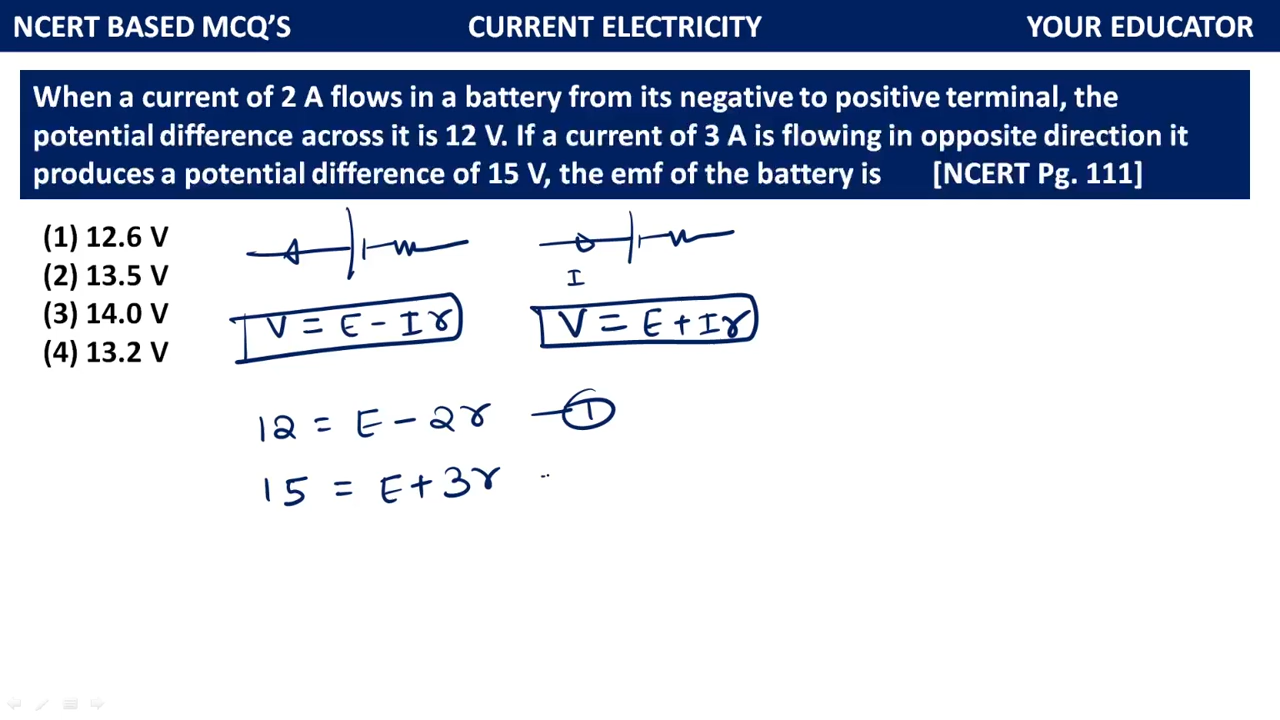 NCERT BASED MCQ'S CURRENT ELECTRICITY YOUR EDUCATOR
When a current of 2 A flows in a battery from its negative to positive terminal, the
potential difference across it is 12 V. If a current of 3 A is flowing in opposite direction it
produces a potential difference of 15 V, the emf of the battery is [NCERT Pg. 111]
(1) 12.6 V
(2) 13.5 V
(3) 14.0 V
(4) 13.2 V
I
V = E - Ir
V = E + Ir
12 = E - 2r - 1
15 = E + 3r